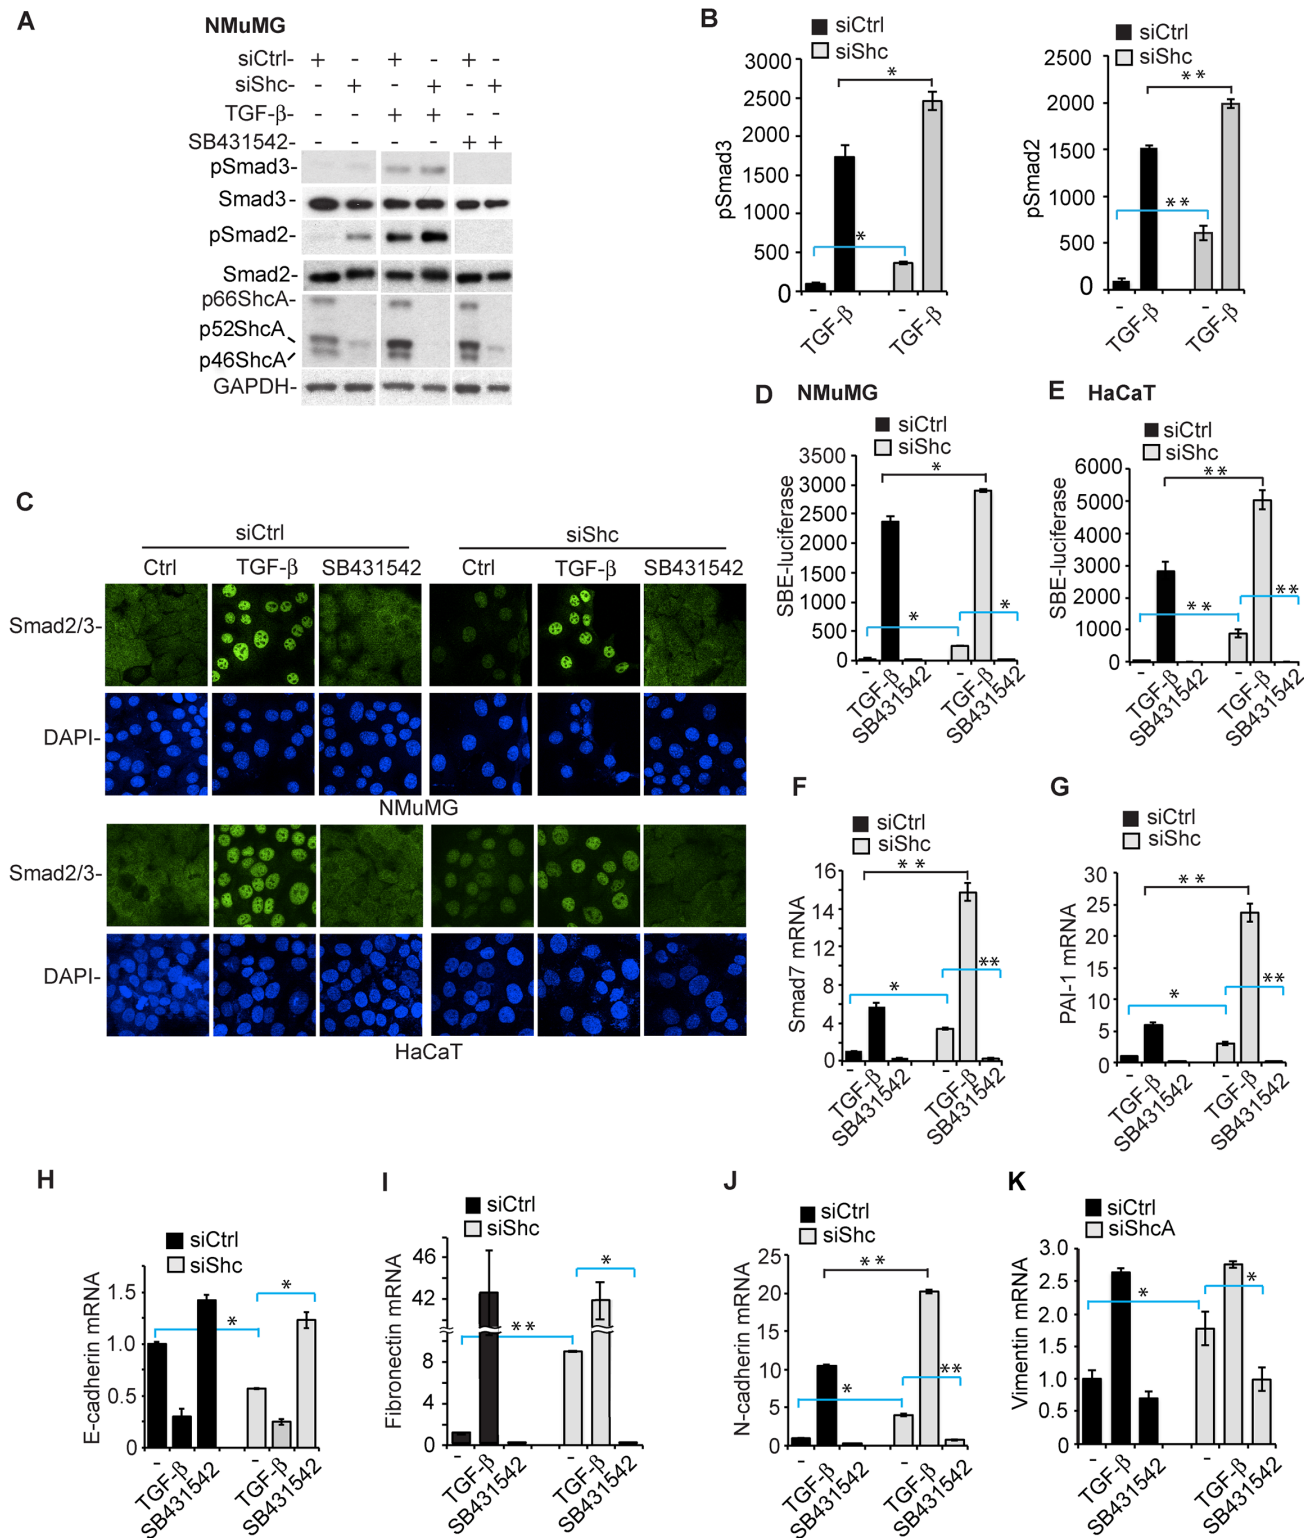 A
NMuMG
siCtrl- + - + - + -
siShc- - + - + - +
TGF-β- - - + + - -
SB431542- - - - - + +
pSmad3-
Smad3-
pSmad2-
Smad2-
p66ShcA-
p52ShcA
p46ShcA
GAPDH-
B
siCtrl
siShc
pSmad3
3000
2500
2000
1500
1000
500
0
*
*
- TGF-β - TGF-β
siCtrl
siShc
pSmad2
2500
2000
1500
1000
500
0
**
**
- TGF-β - TGF-β
C
siCtrl siShc
Ctrl TGF-β SB431542 Ctrl TGF-β SB431542
Smad2/3-
DAPI-
NMuMG
Smad2/3-
DAPI-
HaCaT
D NMuMG
siCtrl
siShc
SBE-luciferase
3500
3000
2500
2000
1500
1000
500
0
*
*
*
- TGF-β SB431542 - TGF-β SB431542
E HaCaT
siCtrl
siShc
SBE-luciferase
6000
5000
4000
3000
2000
1000
0
**
**
**
- TGF-β SB431542 - TGF-β SB431542
F
siCtrl
siShc
Smad7 mRNA
16
14
12
8
4
0
**
**
*
- TGF-β SB431542 - TGF-β SB431542
G
siCtrl
siShc
PAI-1 mRNA
30
25
20
15
10
5
0
**
**
*
- TGF-β SB431542 - TGF-β SB431542
H
siCtrl
siShc
E-cadherin mRNA
1.5
1.0
0.5
0
*
*
- TGF-β SB431542 - TGF-β SB431542
I
siCtrl
siShc
Fibronectin mRNA
46
42
8
4
0
*
**
- TGF-β SB431542 - TGF-β SB431542
J
siCtrl
siShc
N-cadherin mRNA
25
20
15
10
5
0
**
**
*
- TGF-β SB431542 - TGF-β SB431542
K
siCtrl
siShcA
Vimentin mRNA
3.0
2.5
2.0
1.5
1.0
0.5
0
*
*
- TGF-β SB431542 - TGF-β SB431542